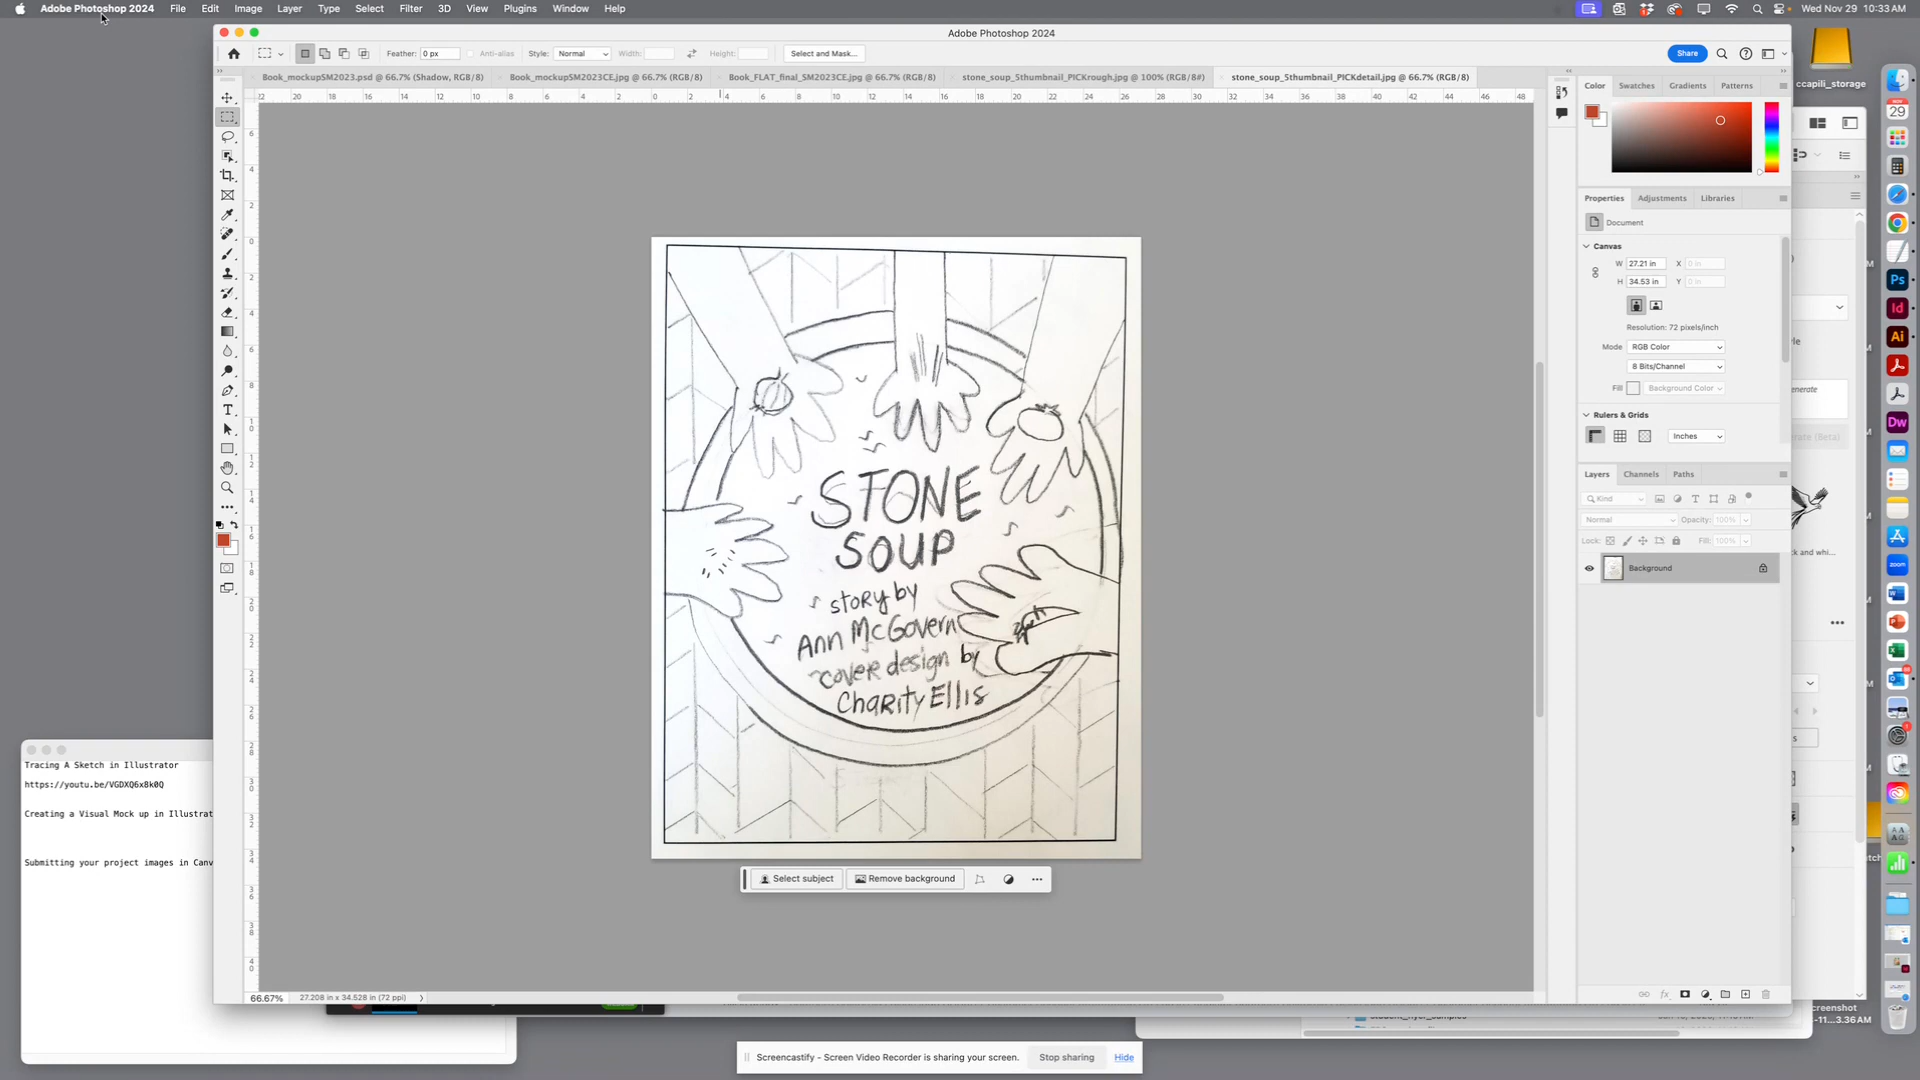 Adobe Photoshop 2024 File Edit Image Layer Type Select Filter 3D View Plugins Window Help Wed Nov 29 10:33 AM
Adobe Photoshop 2024
Feather: 0 px Anti-alias Style: Normal Width: Height: Select and Mask... Share
Book_mockupSM2023.psd @ 66.7% (Shadow, RGB/8) Book_mockupSM2023CE.jpg @ 66.7% (RGB/8) Book_FLAT_final_SM2023CE.jpg @ 66.7% (RGB/8) stone_soup_5thumbnail_PICKrough.jpg @ 100% (RGB/8#) stone_soup_5thumbnail_PICKdetail.jpg @ 66.7% (RGB/8)
ccapili_storage
Color Swatches Gradients Patterns
Properties Adjustments Libraries
Document
Canvas
W 27.21 in X 0 in
H 34.53 in Y 0 in
Resolution: 72 pixels/inch
Mode RGB Color
8 Bits/Channel
Fill Background Color
Rulers & Grids
Inches
Layers Channels Paths
Kind
Normal Opacity: 100%
Lock: Fill: 100%
Background
STONE
SOUP
story by
Ann McGovern
cover design by
Charity Ellis
Select subject Remove background
66.67% 27.208 in x 34.528 in (72 ppi)
Tracing A Sketch in Illustrator
https://youtu.be/VGDXQ6x8k0Q
Creating a Visual Mock up in Illustrat
Submitting your project images in Canv
Screencastify - Screen Video Recorder is sharing your screen. Stop sharing Hide